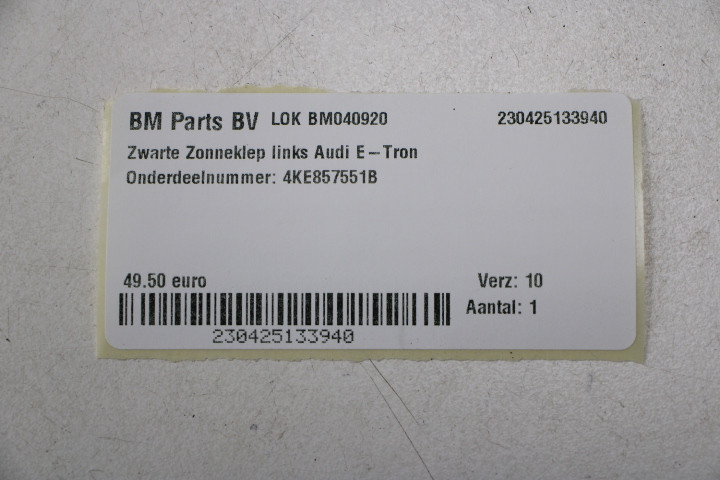 BM Parts BV LOK BM040920 230425133940
Zwarte Zonneklep links Audi E-Tron
Onderdeelnummer: 4KE857551B
49.50 euro Verz: 10
Aantal: 1
230425133940